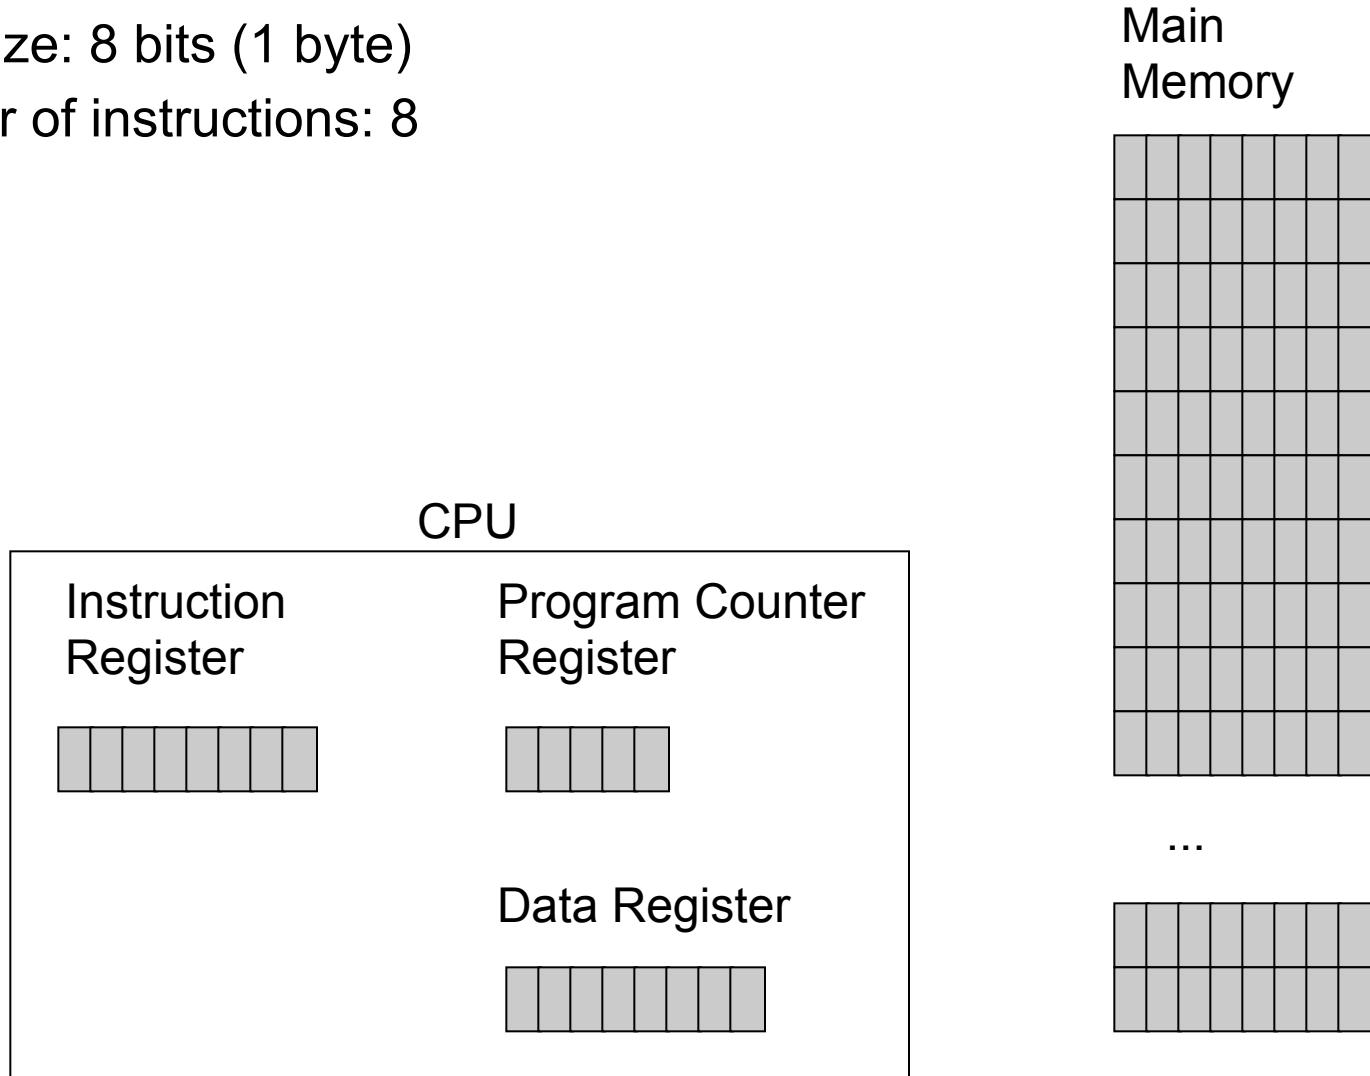 ze: 8 bits (1 byte)
r of instructions: 8
Main
Memory
CPU
Instruction
Register
Program Counter
Register
...
Data Register